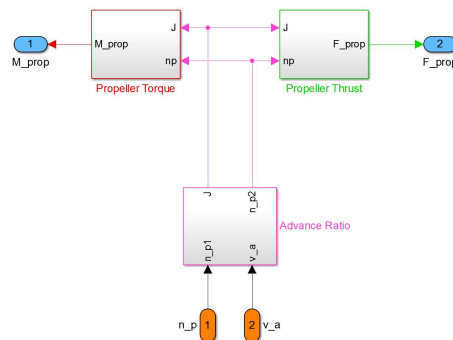 1
M_prop
M_prop
J
np
Propeller Torque
J
np
F_prop
Propeller Thrust
2
F_prop
J
n_p2
n_p1
v_a
Advance Ratio
n_p
1
2
v_a